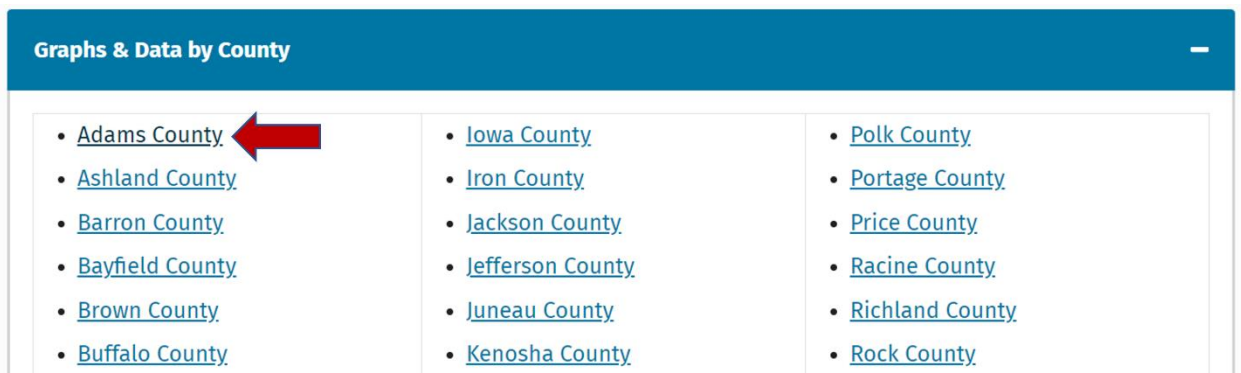 Graphs & Data by County
• Adams County
• Ashland County
• Barron County
• Bayfield County
• Brown County
• Buffalo County
• Iowa County
• Iron County
• Jackson County
• Jefferson County
• Juneau County
• Kenosha County
• Polk County
• Portage County
• Price County
• Racine County
• Richland County
• Rock County